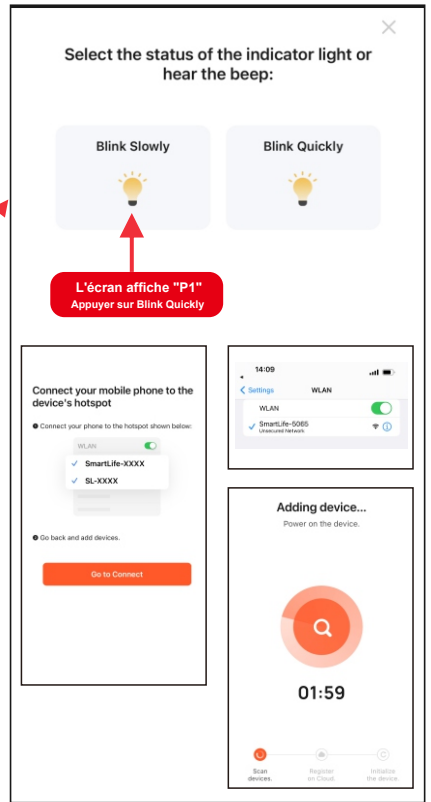 Select the status of the indicator light or
hear the beep:
Blink Slowly
Blink Quickly
L'écran affiche "P1"
Appuyer sur Blink Quickly
Connect your mobile phone to the
device's hotspot
❶ Connect your phone to the hotspot shown below:
WLAN
✓ SmartLife-XXXX
✓ SL-XXXX
❷ Go back and add devices.
Go to Connect
14:09
Settings
WLAN
WLAN
SmartLife-5065
Unsecured Network
Adding device...
Power on the device.
01:59
Scan
devices.
Register
on Cloud.
Initialize
the device